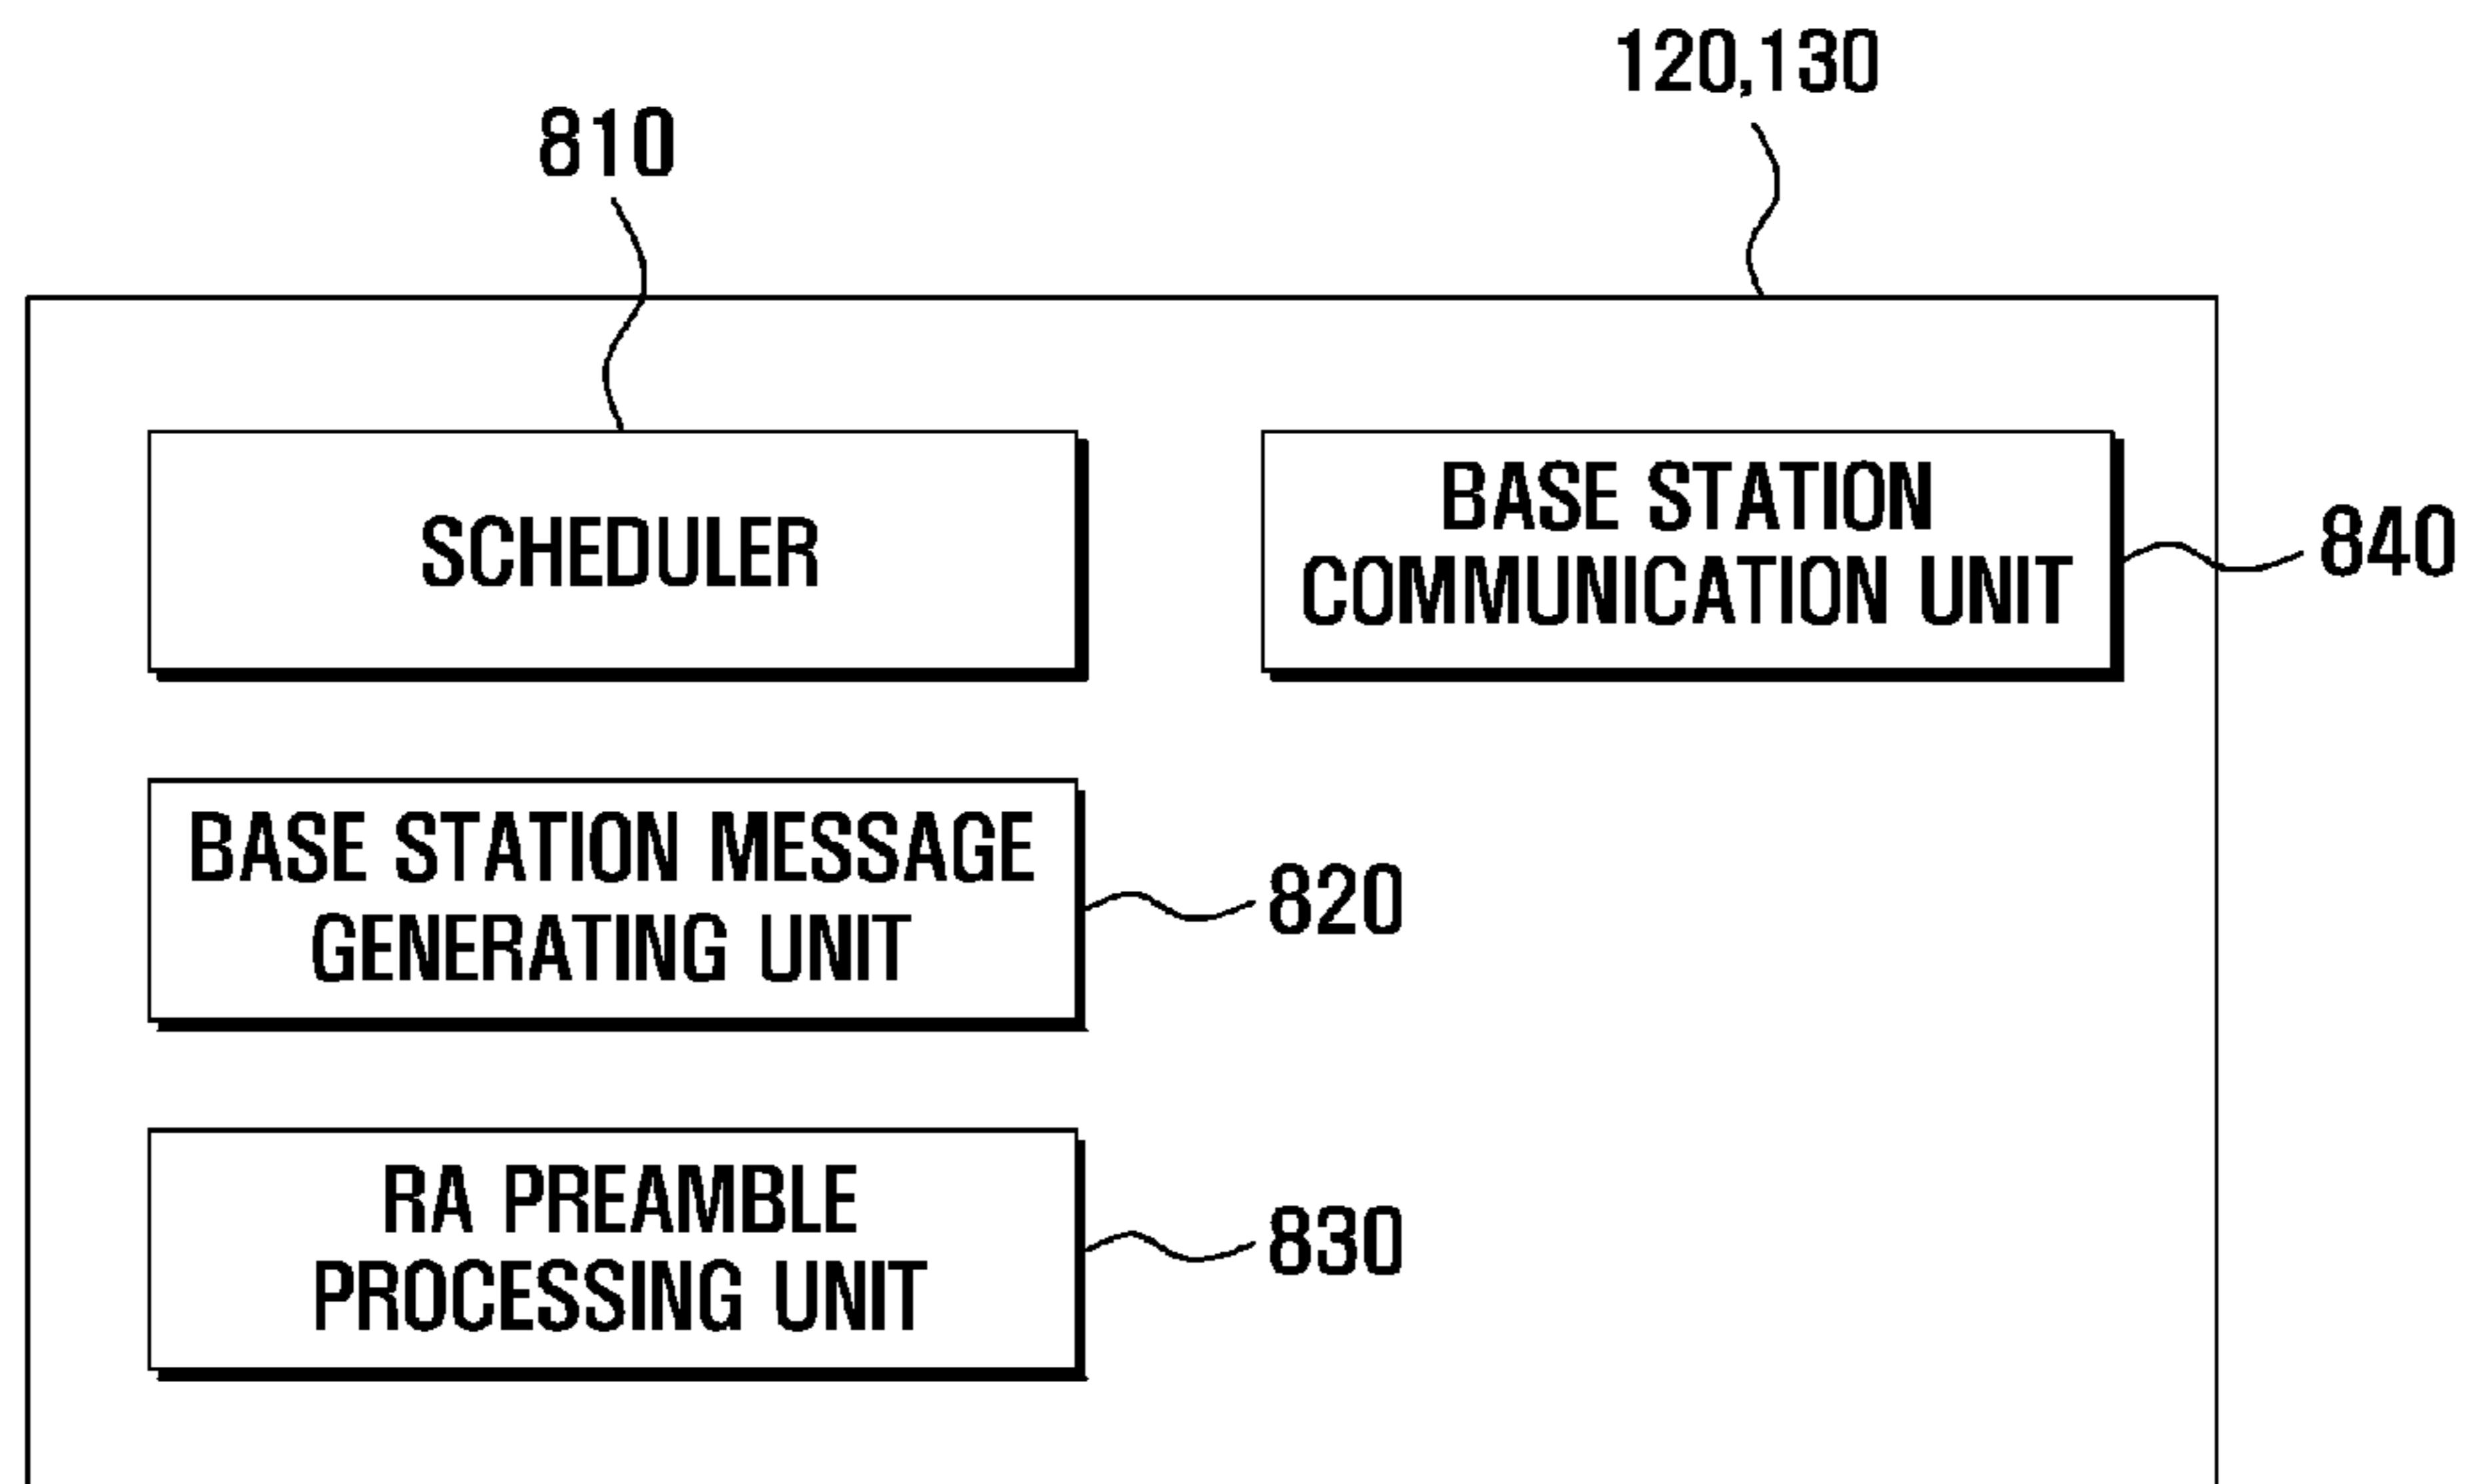 120,130
810
SCHEDULER
BASE STATION
COMMUNICATION UNIT
840
BASE STATION MESSAGE
GENERATING UNIT
820
RA PREAMBLE
PROCESSING UNIT
830